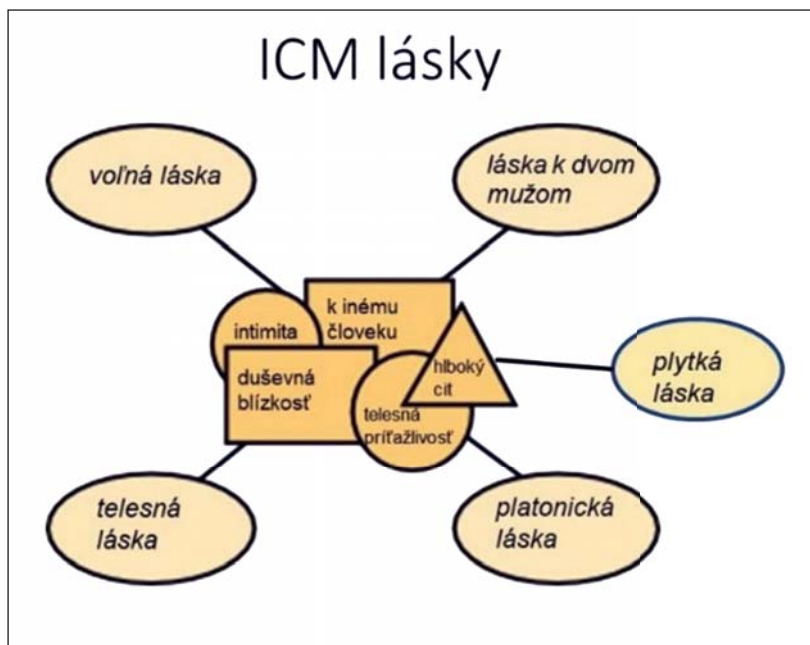 ICM lásky
voľná láska
láska k dvom
mužom
k inému
človeku
intimita
duševná
blízkosť
hlboký
cit
telesná
príťažlivosť
plytká
láska
telesná
láska
platonická
láska